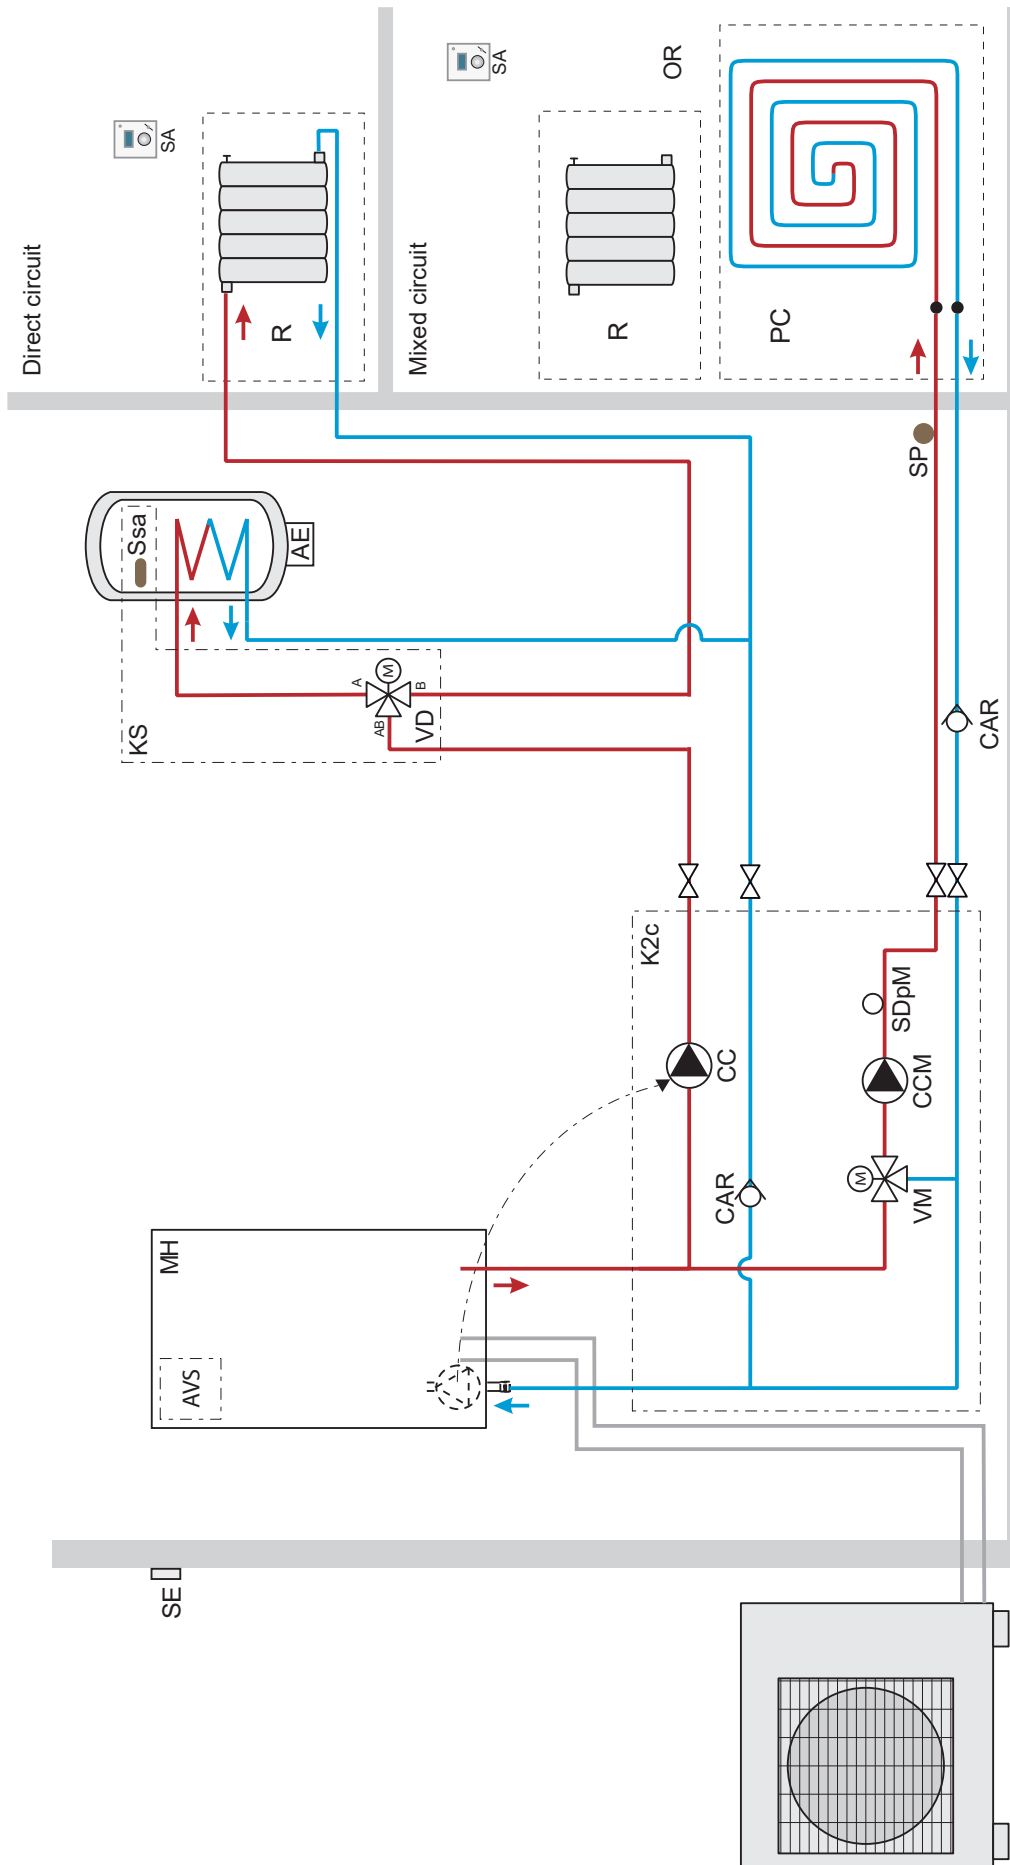 Direct circuit
SA
R
Mixed circuit
SA
R
OR
PC
SP
Ssa
AE
KS
A
M
B
AB
VD
CAR
K2c
CC
SDpM
CCM
CAR
M
VM
MH
AVS
SE